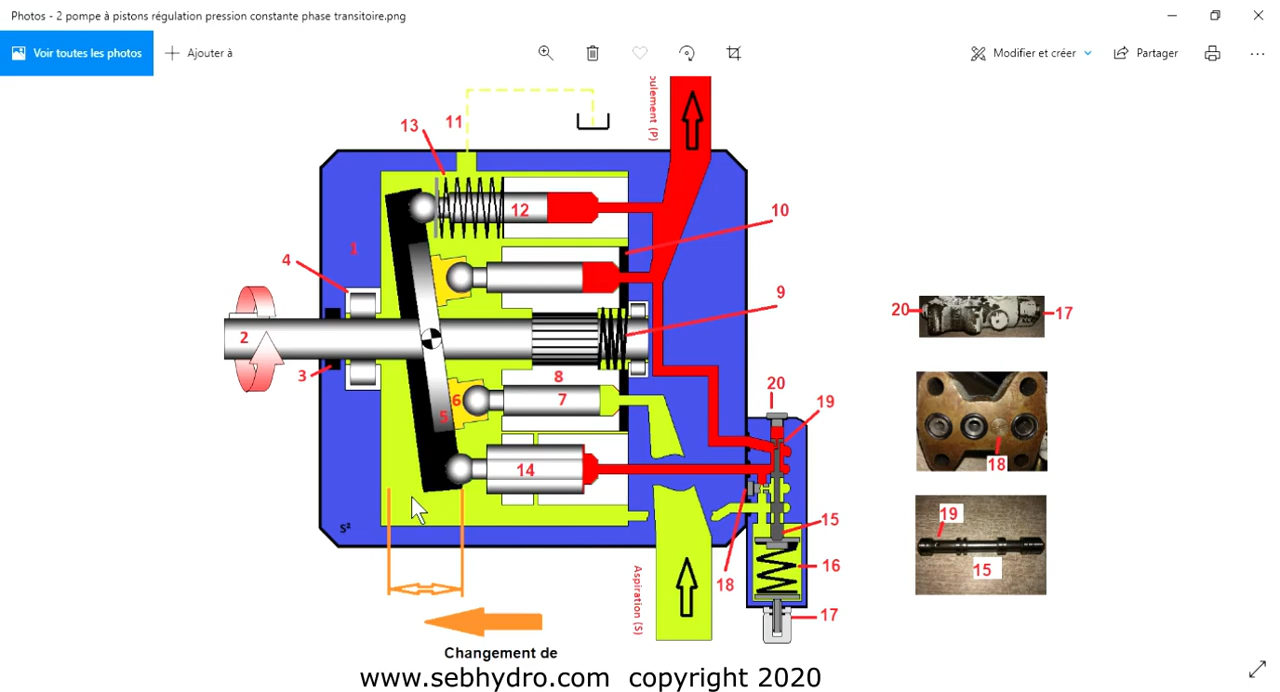 Photos - 2 pompe à pistons régulation pression constante phase transitoire.png
Voir toutes les photos
Ajouter à
Modifier et créer
Partager
oulement (P)
13
11
12
10
1
4
9
2
3
8
7
6
5
14
20
19
15
16
18
17
20
17
18
19
15
S²
Aspiration (S)
Changement de
www.sebhydro.com copyright 2020